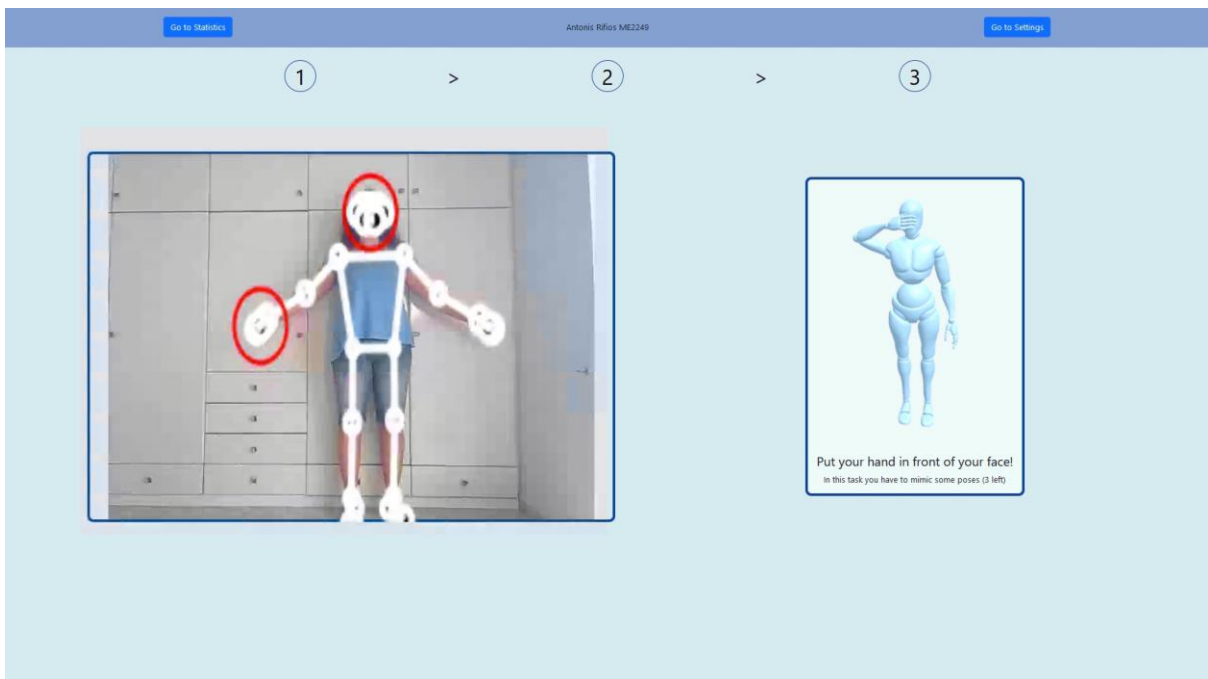 Go to Statistics
Antonis Rifios ME2249
Go to Settings
1 > 2 > 3
Put your hand in front of your face!
In this task you have to mimic some poses (3 left)